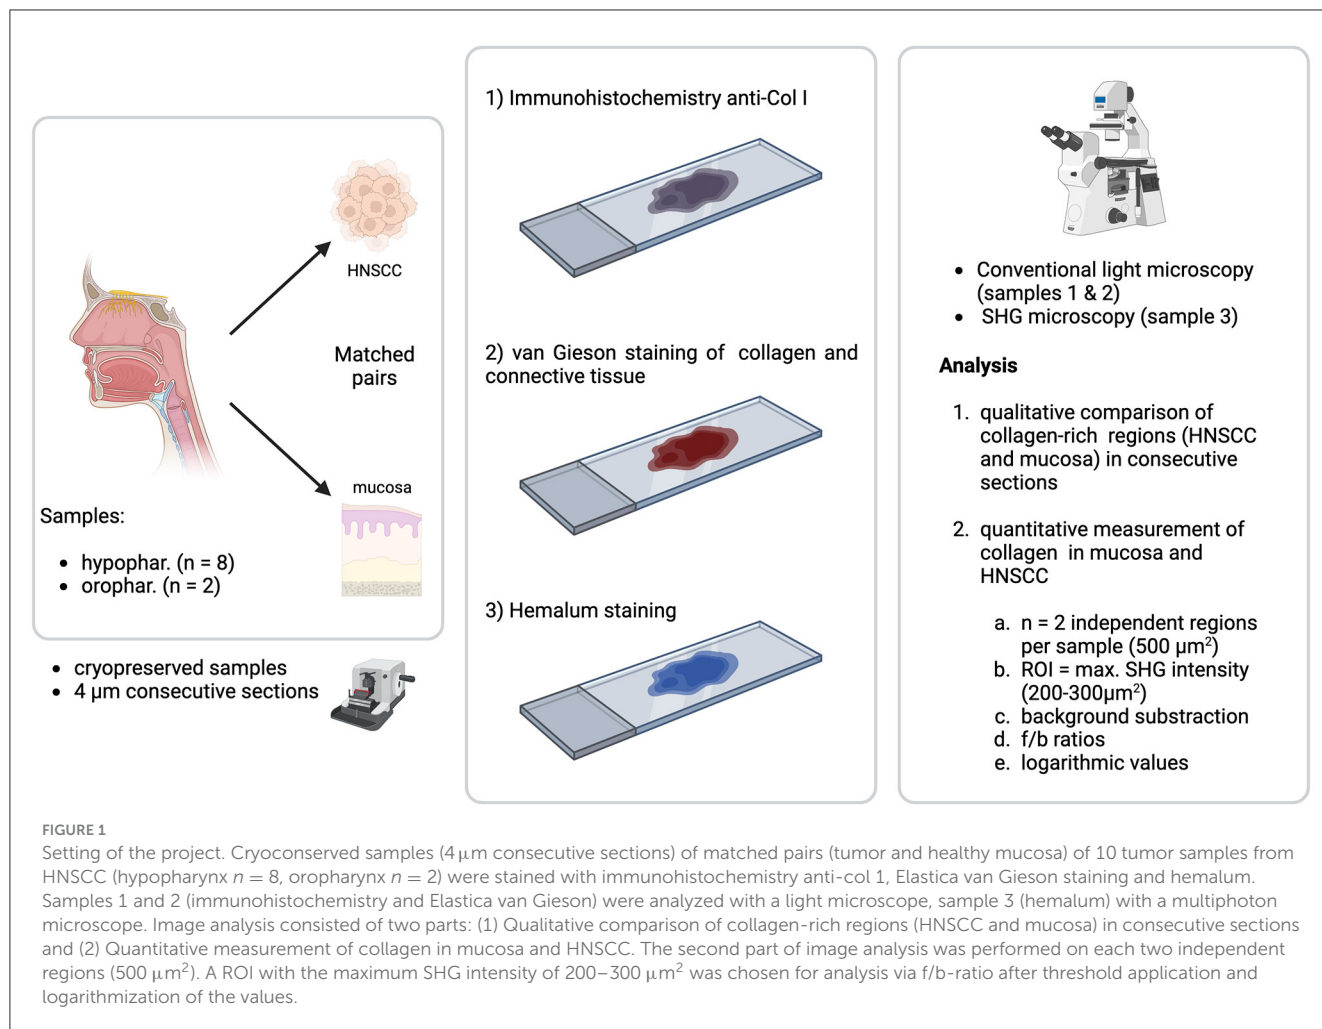 HNSCC
Matched
pairs
mucosa
Samples:
• hypophar. (n = 8)
• orophar. (n = 2)
• cryopreserved samples
• 4 µm consecutive sections
1) Immunohistochemistry anti-Col I
2) van Gieson staining of collagen and
connective tissue
3) Hemalum staining
• Conventional light microscopy
(samples 1 & 2)
• SHG microscopy (sample 3)
Analysis
1. qualitative comparison of
collagen-rich regions (HNSCC
and mucosa) in consecutive
sections
2. quantitative measurement of
collagen in mucosa and
HNSCC
a. n = 2 independent regions
per sample (500 µm²)
b. ROI = max. SHG intensity
(200-300µm²)
c. background substraction
d. f/b ratios
e. logarithmic values
FIGURE 1
Setting of the project. Cryoconserved samples (4 µm consecutive sections) of matched pairs (tumor and healthy mucosa) of 10 tumor samples from
HNSCC (hypopharynx n = 8, oropharynx n = 2) were stained with immunohistochemistry anti-col 1, Elastica van Gieson staining and hemalum.
Samples 1 and 2 (immunohistochemistry and Elastica van Gieson) were analyzed with a light microscope, sample 3 (hemalum) with a multiphoton
microscope. Image analysis consisted of two parts: (1) Qualitative comparison of collagen-rich regions (HNSCC and mucosa) in consecutive sections
and (2) Quantitative measurement of collagen in mucosa and HNSCC. The second part of image analysis was performed on each two independent
regions (500 µm²). A ROI with the maximum SHG intensity of 200–300 µm² was chosen for analysis via f/b-ratio after threshold application and
logarithmization of the values.